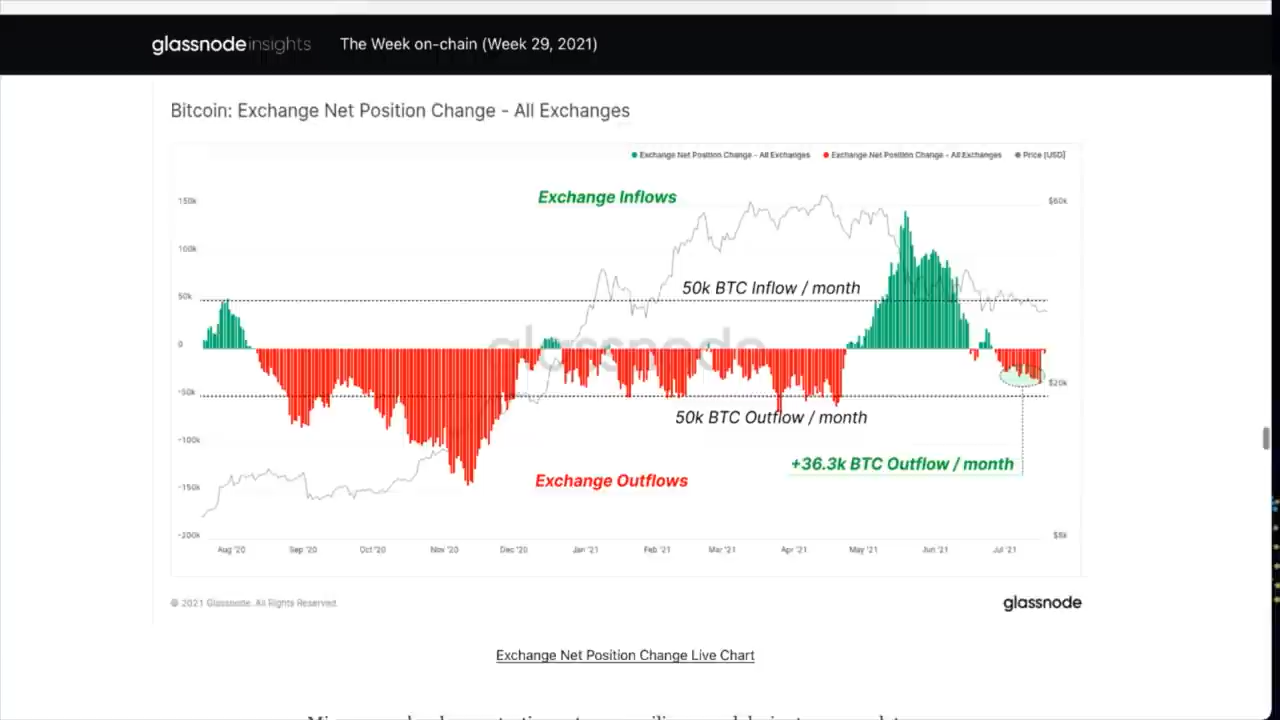 glassnode insights The Week on-chain (Week 29, 2021)
Bitcoin: Exchange Net Position Change - All Exchanges
Exchange Net Position Change - All Exchanges Exchange Net Position Change - All Exchanges Price [USD]
Exchange Inflows
150k $60k
100k
50k BTC Inflow / month
50k
glassnode
0
$20k
-50k
50k BTC Outflow / month
-100k
+36.3k BTC Outflow / month
Exchange Outflows
-150k
-200k $8k
Aug '20 Sep '20 Oct '20 Nov '20 Dec '20 Jan '21 Feb '21 Mar '21 Apr '21 May '21 Jun '21 Jul '21
© 2021 Glassnode. All Rights Reserved. glassnode
Exchange Net Position Change Live Chart